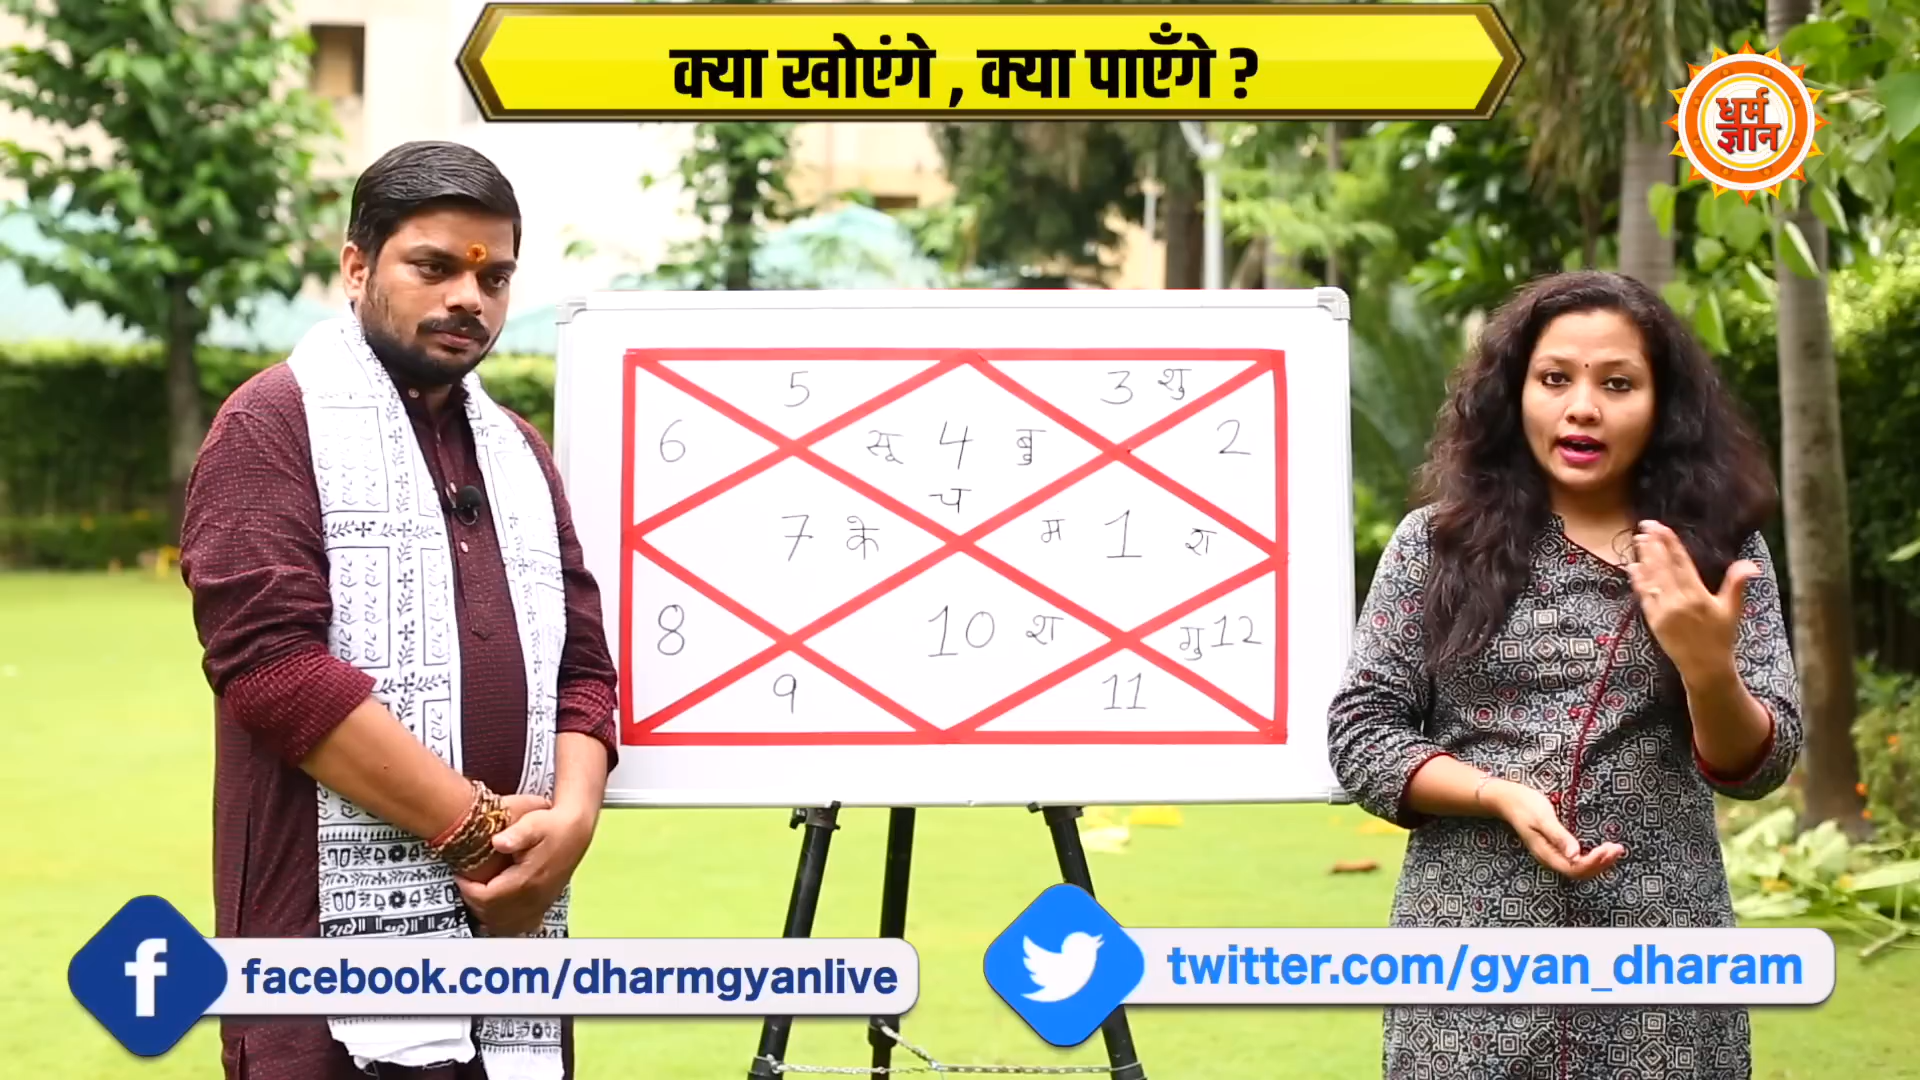 क्या खोएंगे , क्या पाएँगे ?
धर्म
ज्ञान
5
3 शु
6
सू 4 बु
2
च
7 के
म 1 रा
8
10 श
गु 12
9
11
facebook.com/dharmgyanlive
twitter.com/gyan_dharam